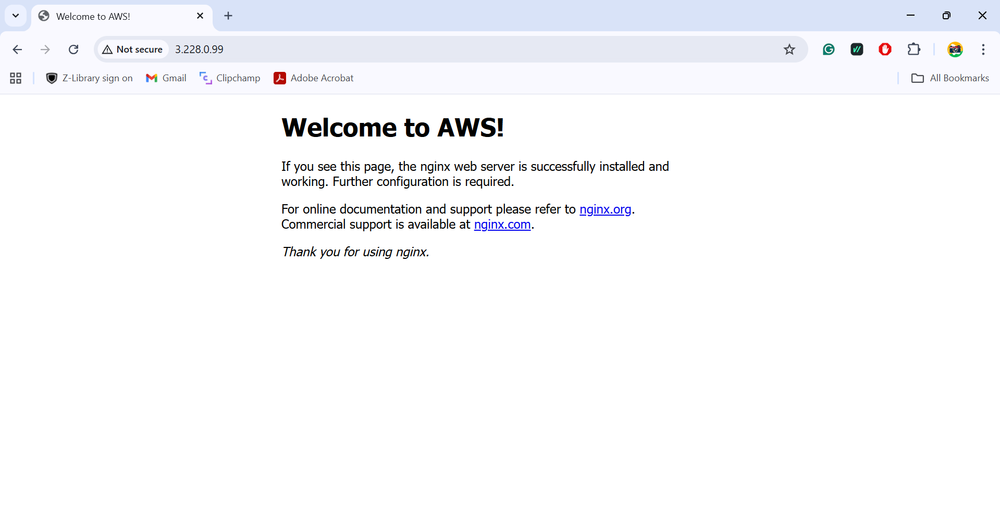 Welcome to AWS!
Not secure 3.228.0.99
Z-Library sign on Gmail Clipchamp Adobe Acrobat All Bookmarks
Welcome to AWS!
If you see this page, the nginx web server is successfully installed and
working. Further configuration is required.
For online documentation and support please refer to nginx.org.
Commercial support is available at nginx.com.
Thank you for using nginx.